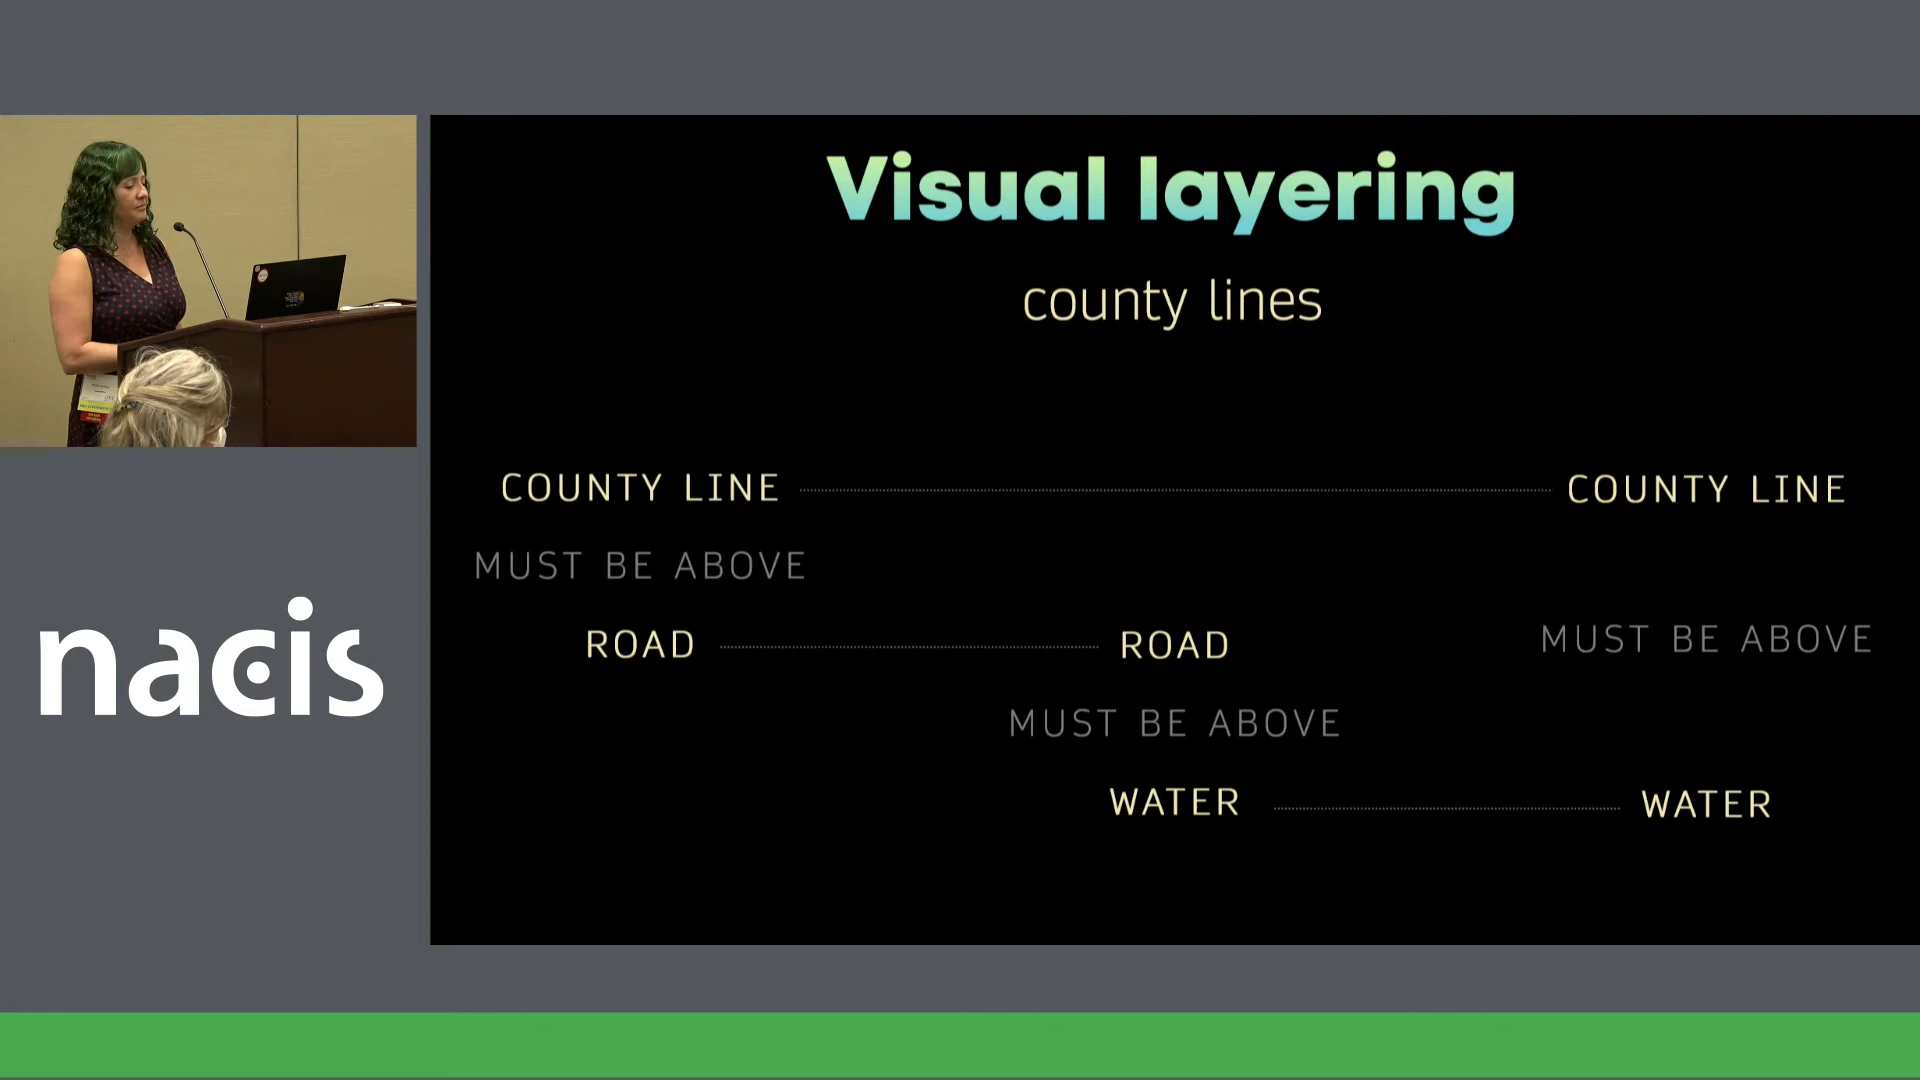 Visual layering
county lines
COUNTY LINE COUNTY LINE
MUST BE ABOVE
ROAD ROAD MUST BE ABOVE
MUST BE ABOVE
WATER WATER
nacis